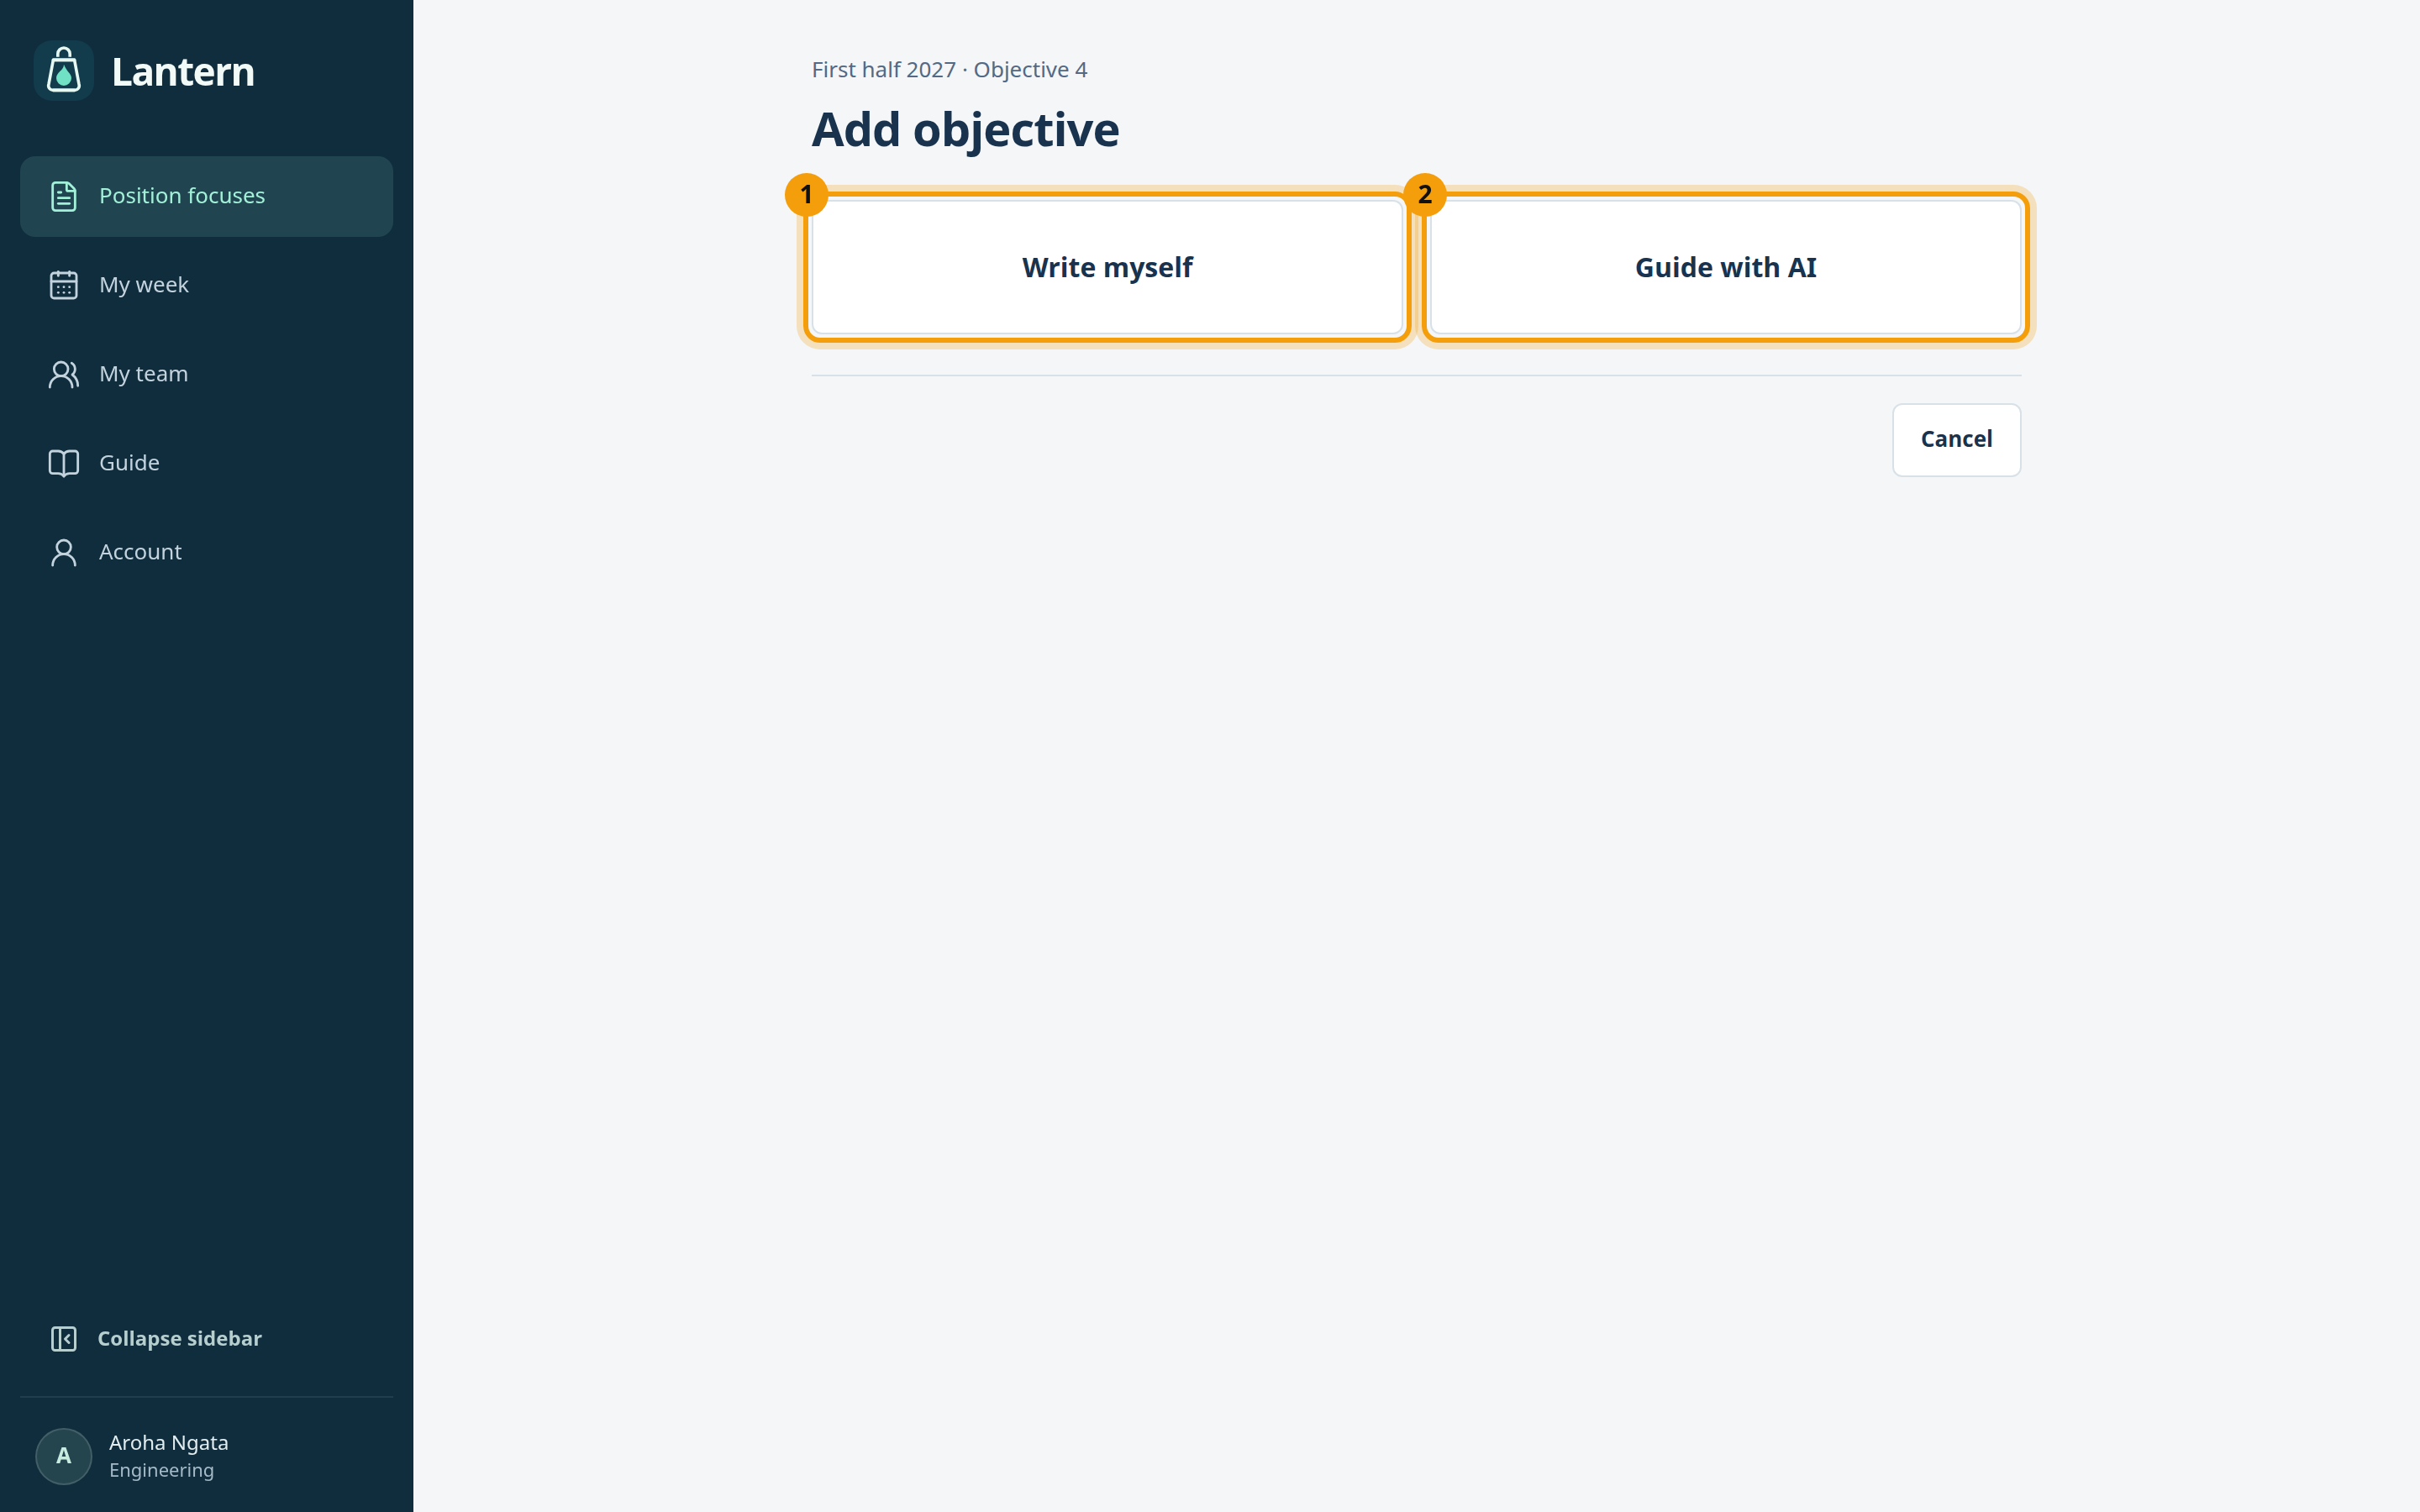 Lantern
Position focuses
My week
My team
Guide
Account
Collapse sidebar
A
Aroha Ngata
Engineering
First half 2027 · Objective 4
Add objective
1
Write myself
2
Guide with AI
Cancel